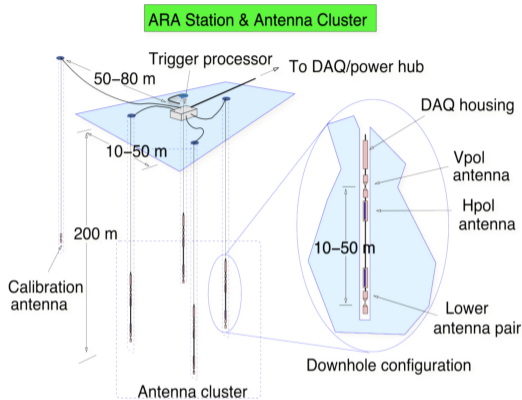 ARA Station & Antenna Cluster
Trigger processor
50–80 m
To DAQ/power hub
DAQ housing
10–50 m
Vpol
antenna
Hpol
antenna
200 m
10–50 m
Calibration
antenna
Lower
antenna pair
Downhole configuration
Antenna cluster